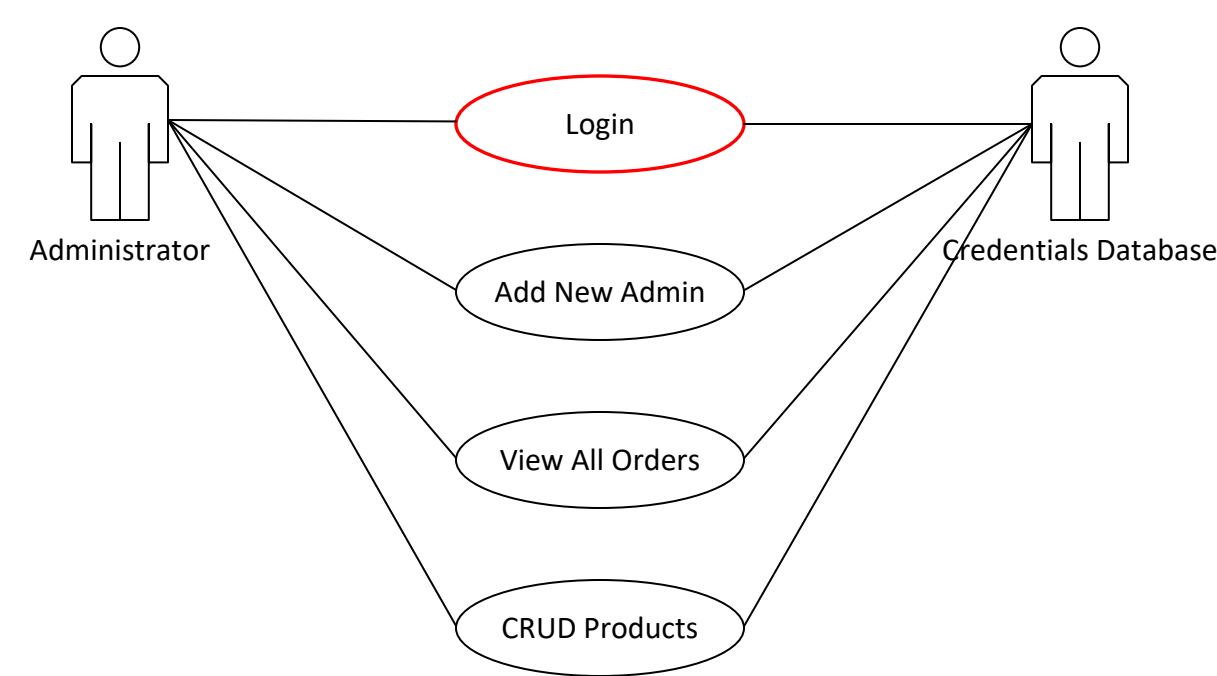 Login
Administrator
Credentials Database
Add New Admin
View All Orders
CRUD Products